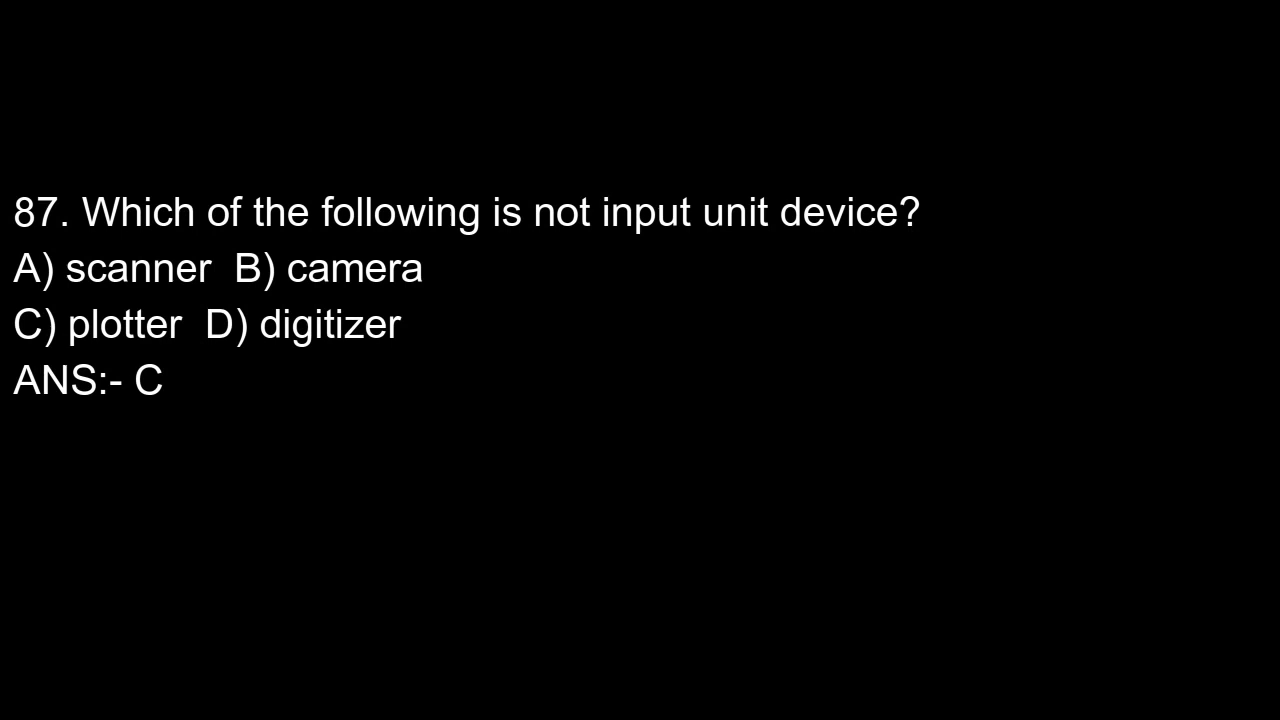 87. Which of the following is not input unit device?
A) scanner  B) camera
C) plotter  D) digitizer
ANS:- C